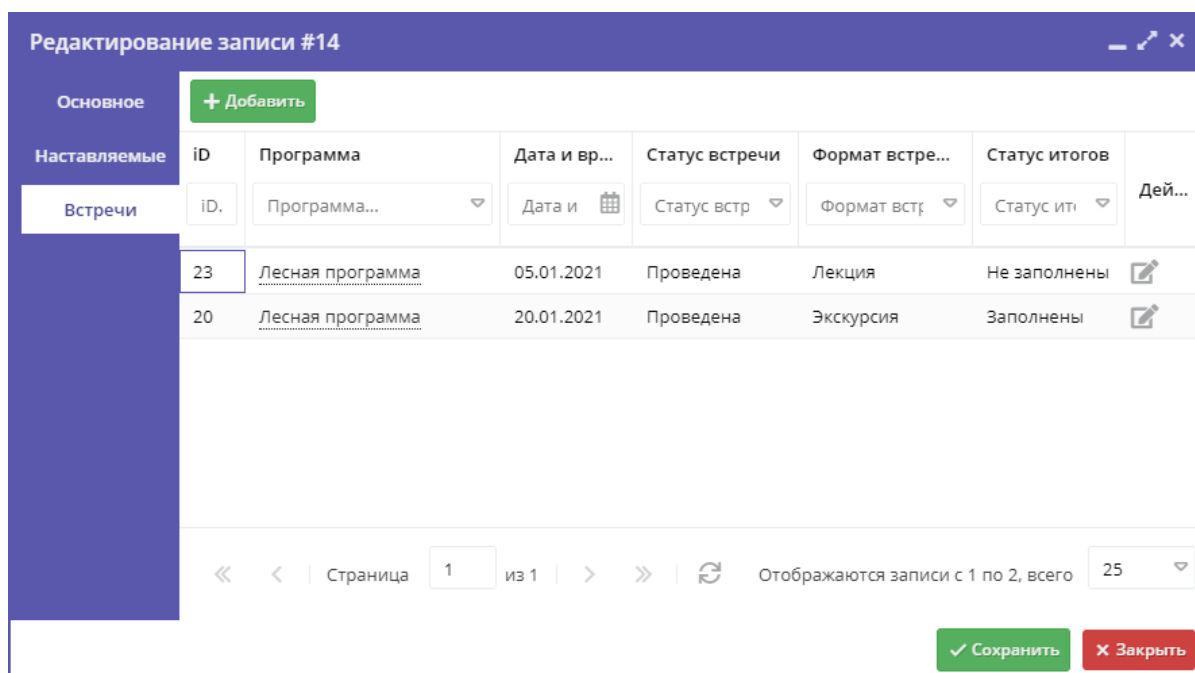 Редактирование записи #14
Основное
Добавить
Наставляемые
iD Программа Дата и вр... Статус встречи Формат встре... Статус итогов Дей...
Встречи
iD. Программа... Дата и Статус встр Формат встр Статус ито
23 Лесная программа 05.01.2021 Проведена Лекция Не заполнены
20 Лесная программа 20.01.2021 Проведена Экскурсия Заполнены
Страница 1 из 1 Отображаются записи с 1 по 2, всего 25
Сохранить Закрыть